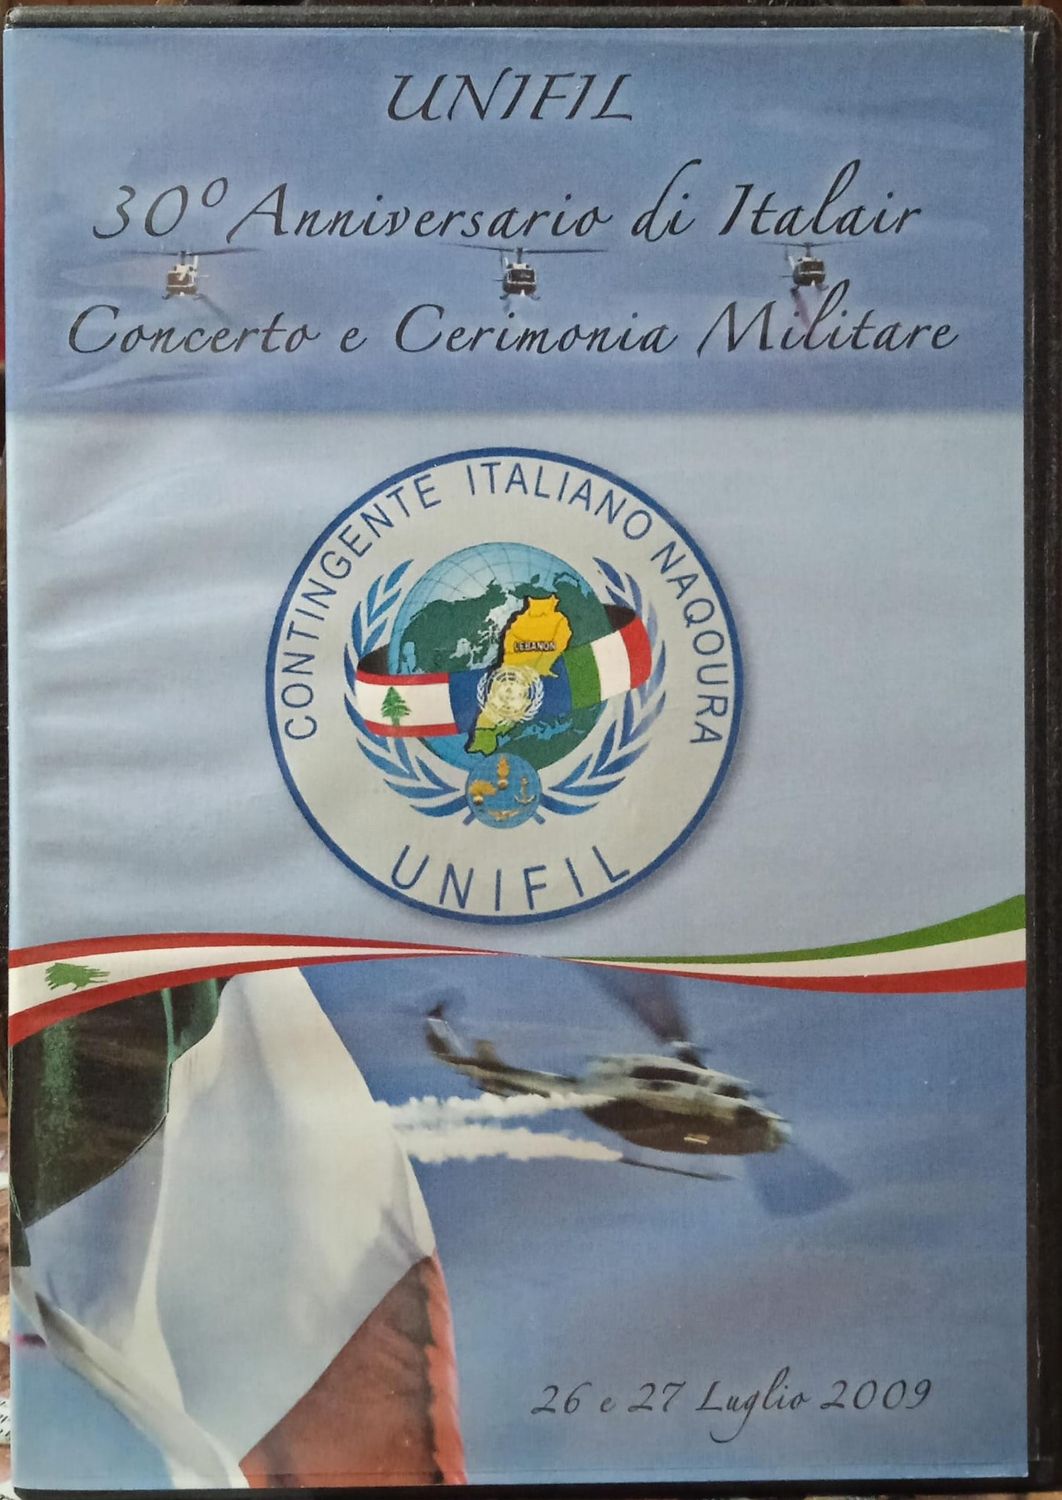 UNIFIL
30° Anniversario di Italair
Concerto e Cerimonia Militare
CONTINGENTE ITALIANO NAQOURA
LEBANON
UNIFIL
26 e 27 Luglio 2009